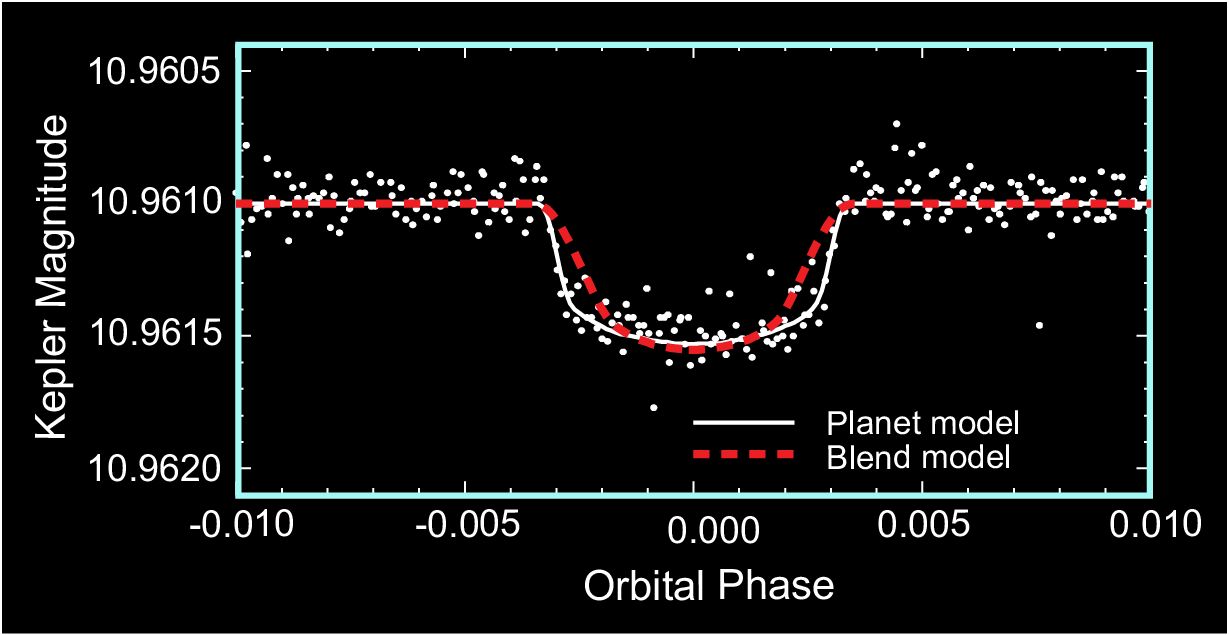 10.9605
10.9610
10.9615
10.9620
Kepler Magnitude
Planet model
Blend model
-0.010
-0.005
0.000
0.005
0.010
Orbital Phase